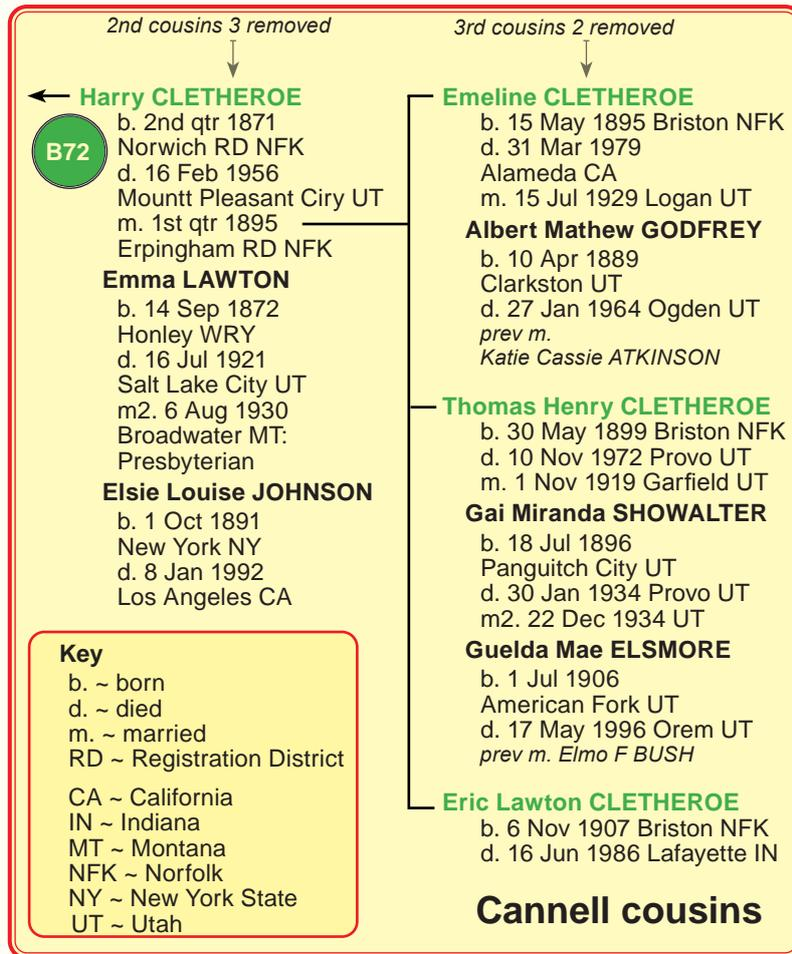 2nd cousins 3 removed
Harry CLETHEROE
B72
b. 2nd qtr 1871
Norwich RD NFK
d. 16 Feb 1956
Mountt Pleasant Ciry UT
m. 1st qtr 1895
Erpingham RD NFK
Emma LAWTON
b. 14 Sep 1872
Honley WRY
d. 16 Jul 1921
Salt Lake City UT
m2. 6 Aug 1930
Broadwater MT:
Presbyterian
Elsie Louise JOHNSON
b. 1 Oct 1891
New York NY
d. 8 Jan 1992
Los Angeles CA
Key
b. ~ born
d. ~ died
m. ~ married
RD ~ Registration District
CA ~ California
IN ~ Indiana
MT ~ Montana
NFK ~ Norfolk
NY ~ New York State
UT ~ Utah
3rd cousins 2 removed
Emeline CLETHEROE
b. 15 May 1895 Briston NFK
d. 31 Mar 1979
Alameda CA
m. 15 Jul 1929 Logan UT
Albert Mathew GODFREY
b. 10 Apr 1889
Clarkston UT
d. 27 Jan 1964 Ogden UT
prev m.
Katie Cassie ATKINSON
Thomas Henry CLETHEROE
b. 30 May 1899 Briston NFK
d. 10 Nov 1972 Provo UT
m. 1 Nov 1919 Garfield UT
Gai Miranda SHOWALTER
b. 18 Jul 1896
Panguitch City UT
d. 30 Jan 1934 Provo UT
m2. 22 Dec 1934 UT
Guelda Mae ELSMORE
b. 1 Jul 1906
American Fork UT
d. 17 May 1996 Orem UT
prev m. Elmo F BUSH
Eric Lawton CLETHEROE
b. 6 Nov 1907 Briston NFK
d. 16 Jun 1986 Lafayette IN
Cannell cousins